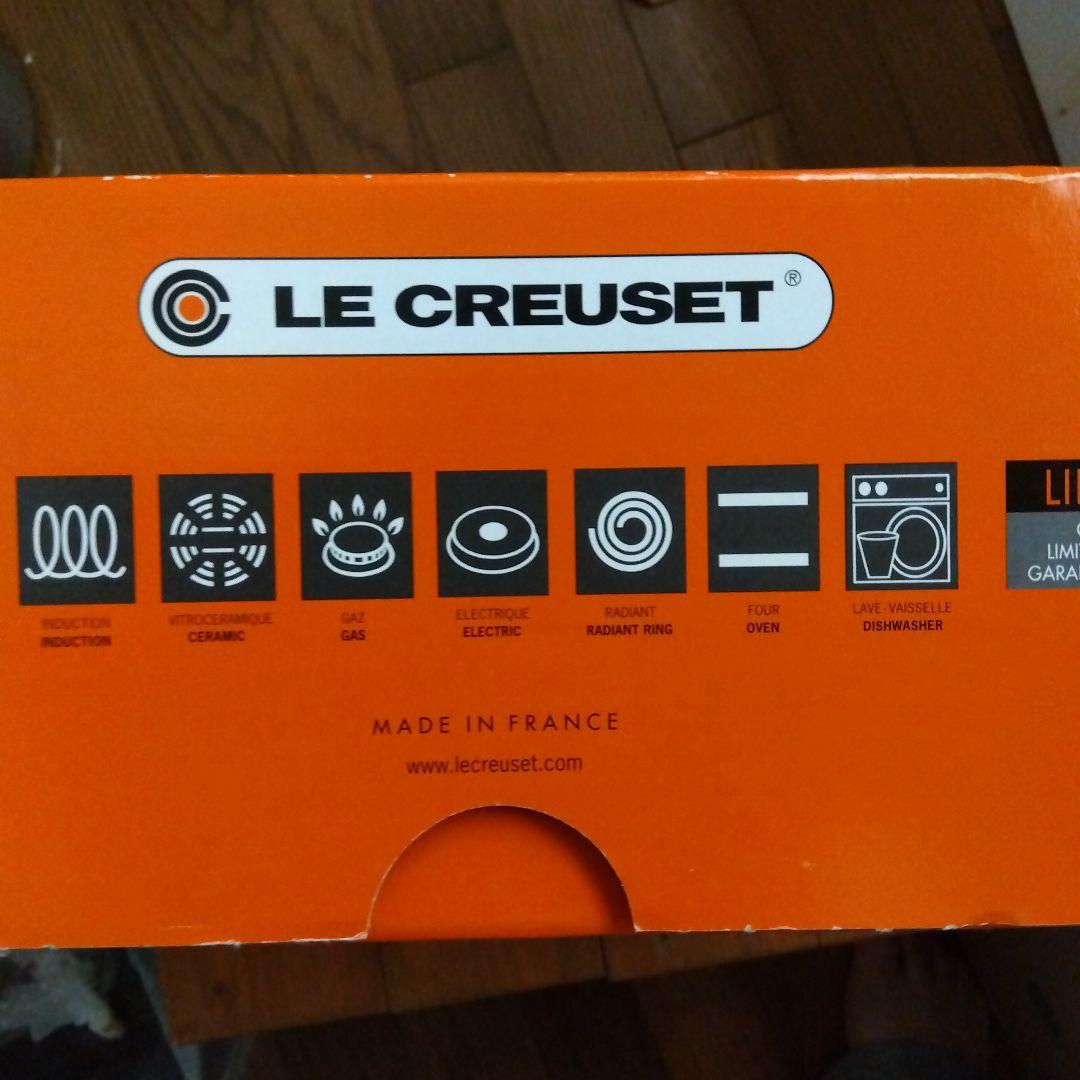 LE CREUSET ®
INDUCTION
INDUCTION
VITROCERAMIQUE
CERAMIC
GAZ
GAS
ELECTRIQUE
ELECTRIC
RADIANT
RADIANT RING
FOUR
OVEN
LAVE-VAISSELLE
DISHWASHER
MADE IN FRANCE
www.lecreuset.com